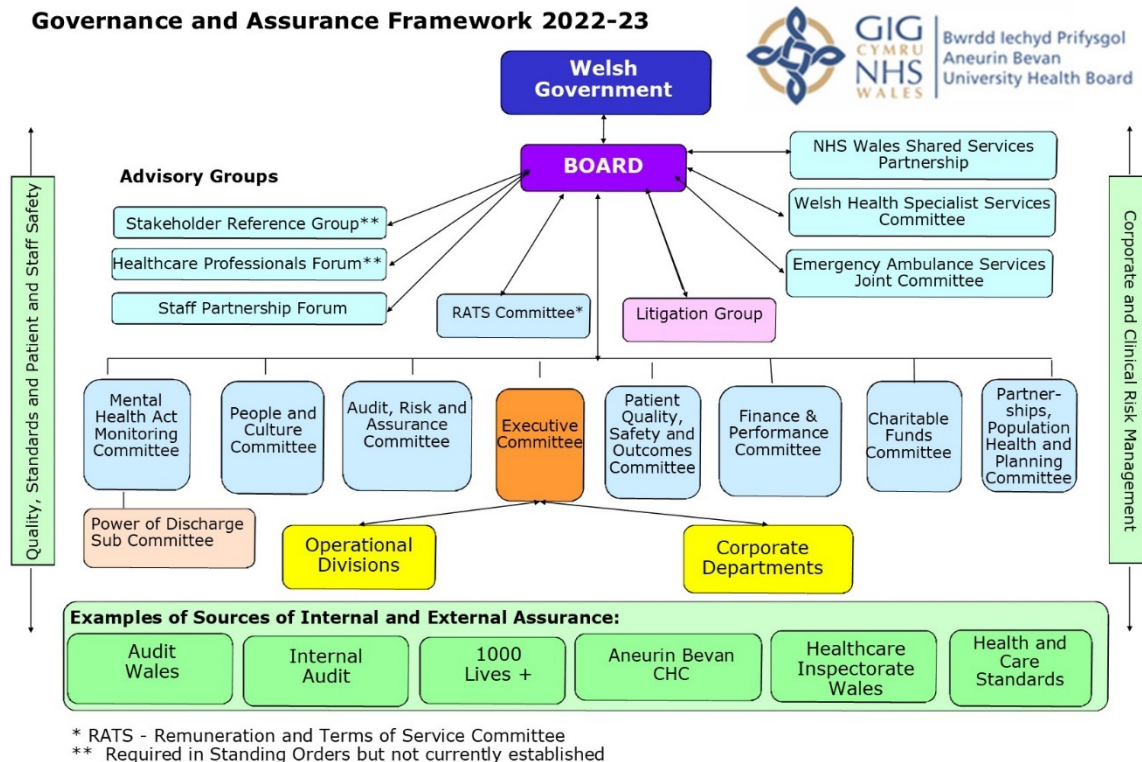 Governance and Assurance Framework 2022-23
GIG
CYMRU
NHS
WALES
Bwrdd Iechyd Prifysgol
Aneurin Bevan
University Health Board
Welsh
Government
BOARD
NHS Wales Shared Services
Partnership
Welsh Health Specialist Services
Committee
Emergency Ambulance Services
Joint Committee
Advisory Groups
Stakeholder Reference Group**
Healthcare Professionals Forum**
Staff Partnership Forum
RATS Committee*
Litigation Group
Quality, Standards and Patient and Staff Safety
Corporate and Clinical Risk Management
Mental
Health Act
Monitoring
Committee
People and
Culture
Committee
Audit, Risk and
Assurance
Committee
Executive
Committee
Patient
Quality,
Safety and
Outcomes
Committee
Finance &
Performance
Committee
Charitable
Funds
Committee
Partner-
ships,
Population
Health and
Planning
Committee
Power of Discharge
Sub Committee
Operational
Divisions
Corporate
Departments
Examples of Sources of Internal and External Assurance:
Audit
Wales
Internal
Audit
1000
Lives +
Aneurin Bevan
CHC
Healthcare
Inspectorate
Wales
Health and
Care
Standards
* RATS - Remuneration and Terms of Service Committee
** Required in Standing Orders but not currently established